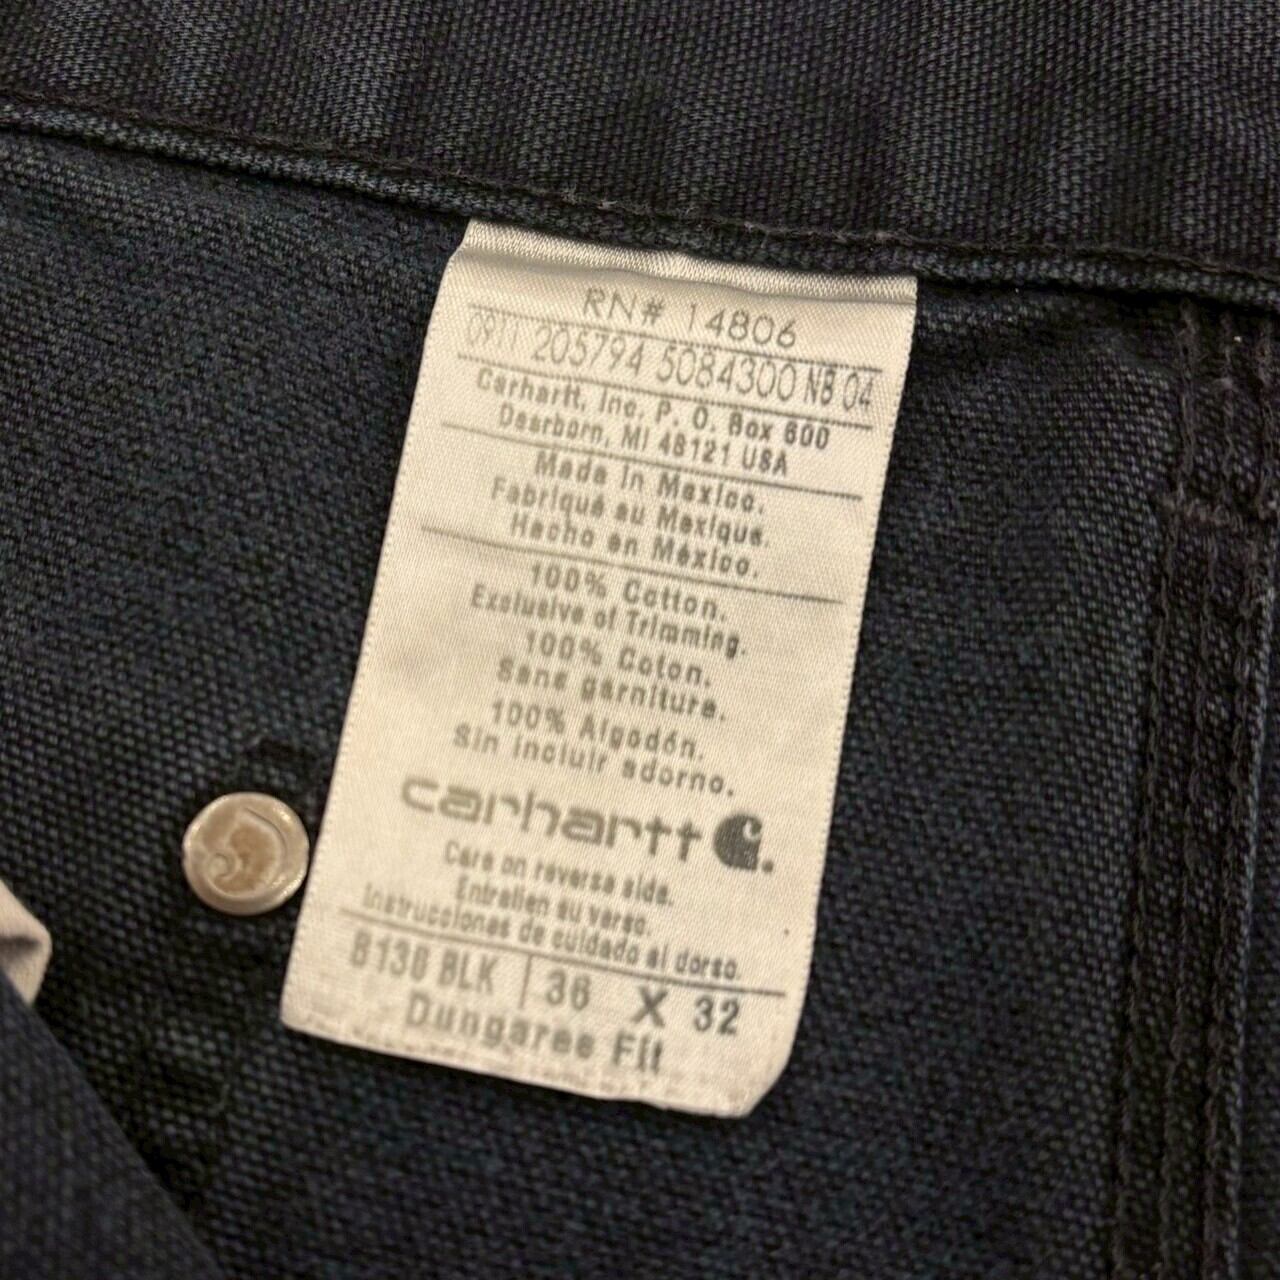 RN# 14806
0911 205794 5084300 NB 04
Carhartt, Inc. P. O. Box 600
Dearborn, MI 48121 USA
Made in Mexico.
Fabriqué au Mexique.
Hecho en México.
100% Cotton.
Exclusive of Trimming.
100% Coton.
Sans garniture.
100% Algodón.
Sin incluir adorno.
carhartt
Care on reverse side.
Entretien au verso.
Instrucciones de cuidado al dorso.
B136 BLK | 36 X 32
Dungaree Fit